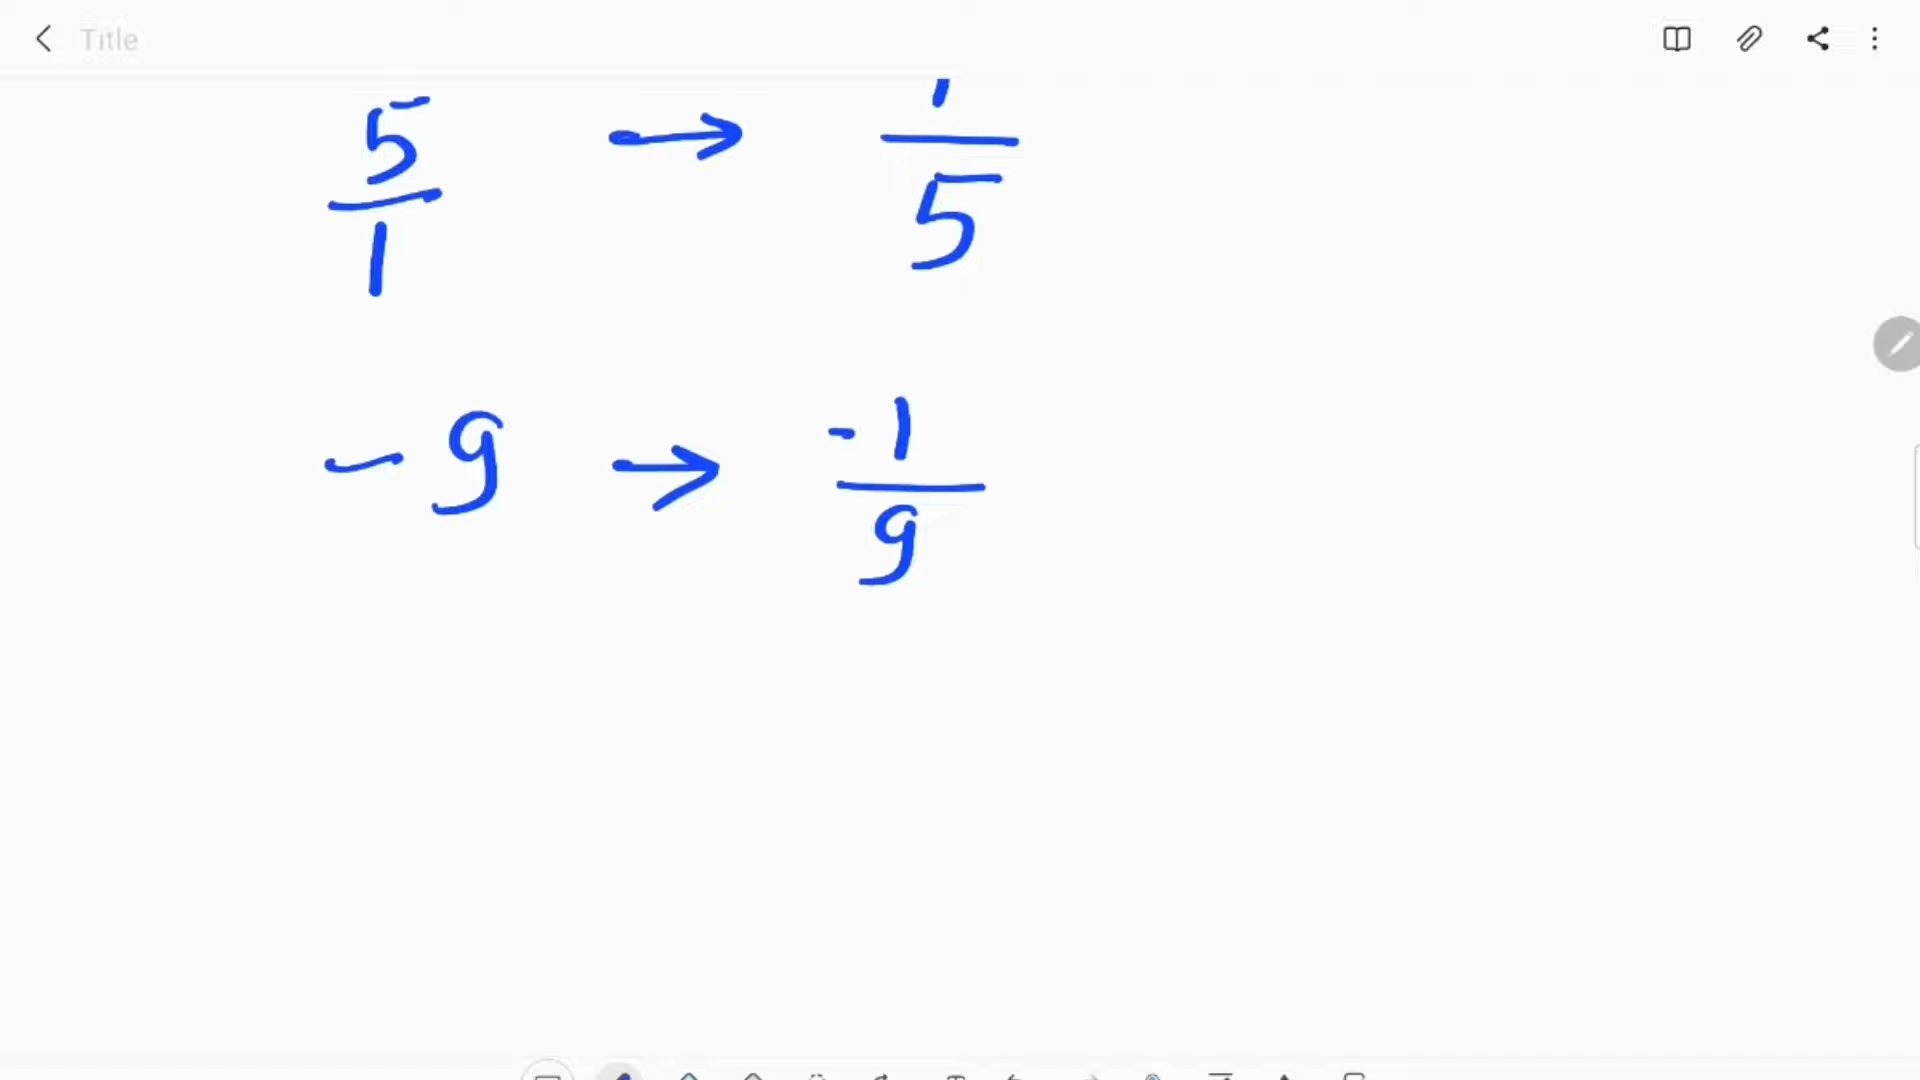 Title
5/1 → 1/5
-9 → -1/9